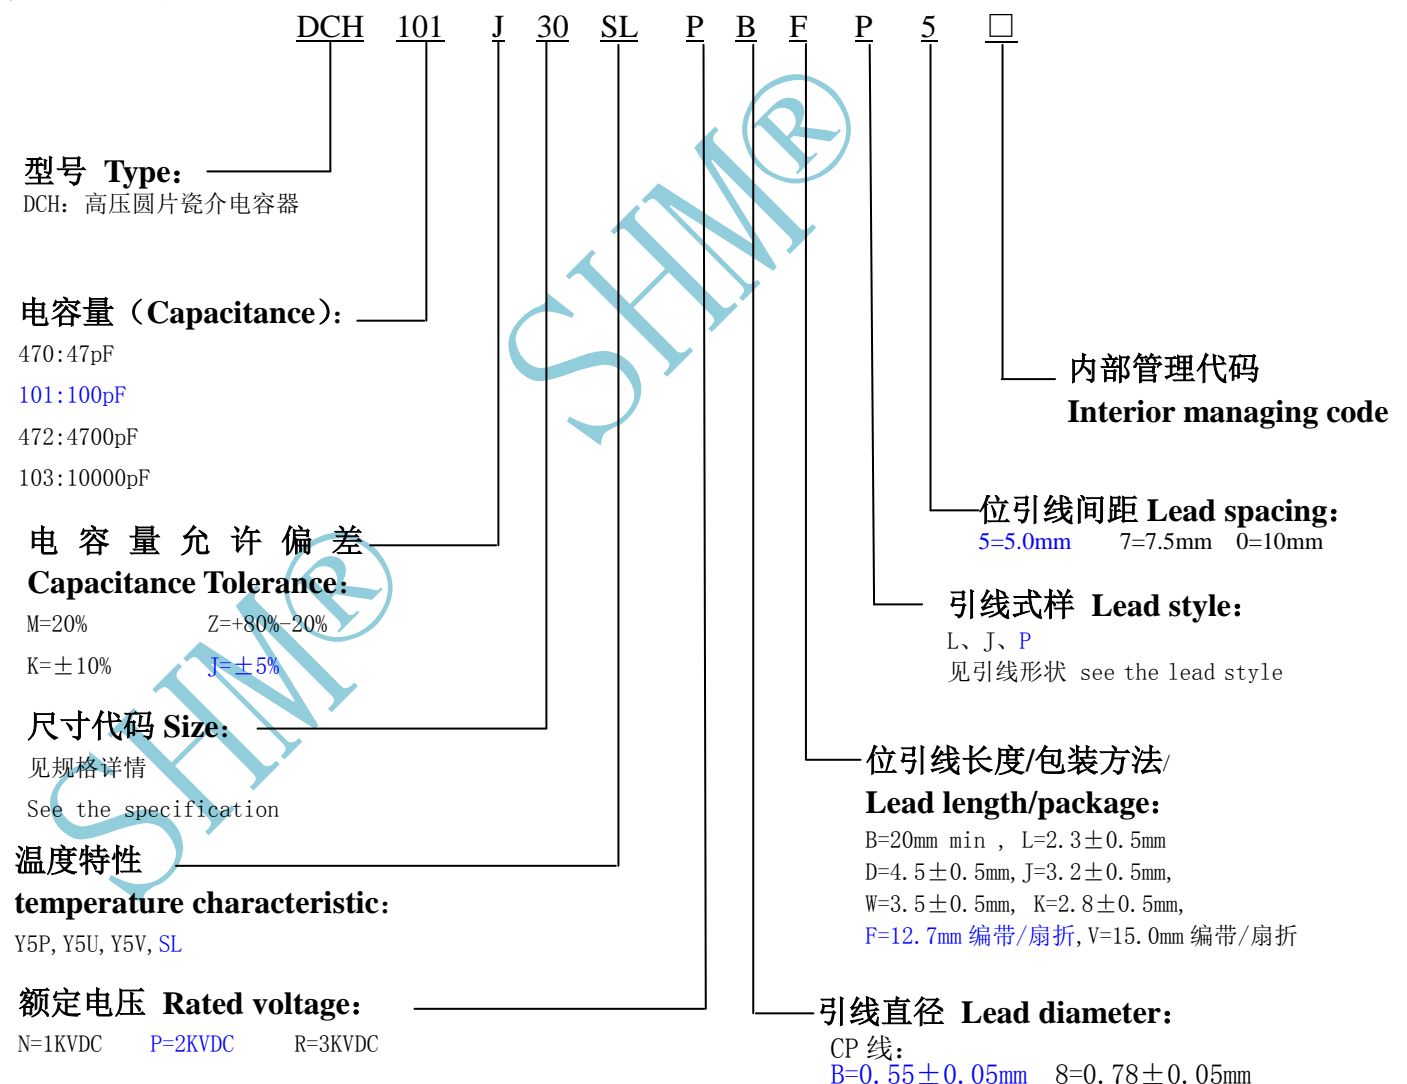 DCH 101 J 30 SL P B F P 5 □
型号 Type：
DCH：高压圆片瓷介电容器
电容量（Capacitance）：
470:47pF
101:100pF
472:4700pF
103:10000pF
电 容 量 允 许 偏 差
Capacitance Tolerance：
M=20% Z=+80%-20%
K=±10% J=±5%
尺寸代码 Size：
见规格详情
See the specification
温度特性
temperature characteristic：
Y5P,Y5U,Y5V,SL
额定电压 Rated voltage：
N=1KVDC P=2KVDC R=3KVDC
内部管理代码
Interior managing code
位引线间距 Lead spacing：
5=5.0mm 7=7.5mm 0=10mm
引线式样 Lead style：
L、J、P
见引线形状 see the lead style
位引线长度/包装方法/
Lead length/package：
B=20mm min , L=2.3±0.5mm
D=4.5±0.5mm,J=3.2±0.5mm,
W=3.5±0.5mm, K=2.8±0.5mm,
F=12.7mm 编带/扇折,V=15.0mm 编带/扇折
引线直径 Lead diameter：
CP 线：
B=0.55±0.05mm 8=0.78±0.05mm
SHM®
SHM®